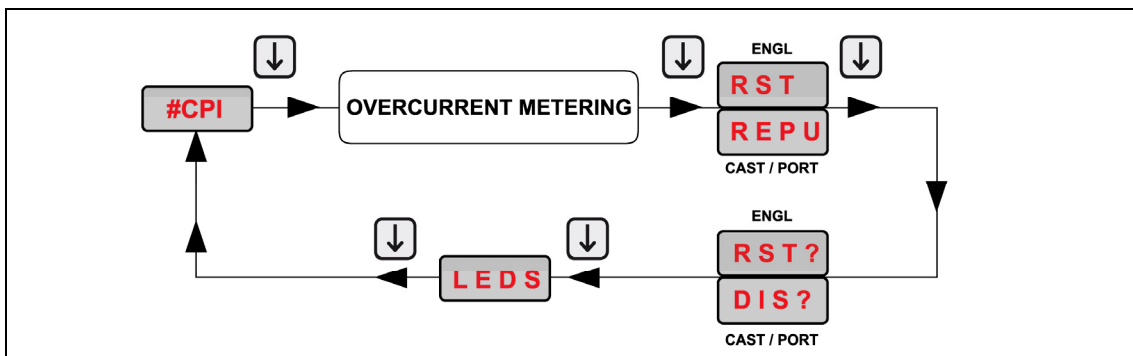 ENGL
RST
#CPI
OVERCURRENT METERING
REPU
CAST / PORT
ENGL
RST?
LEDS
DIS?
CAST / PORT